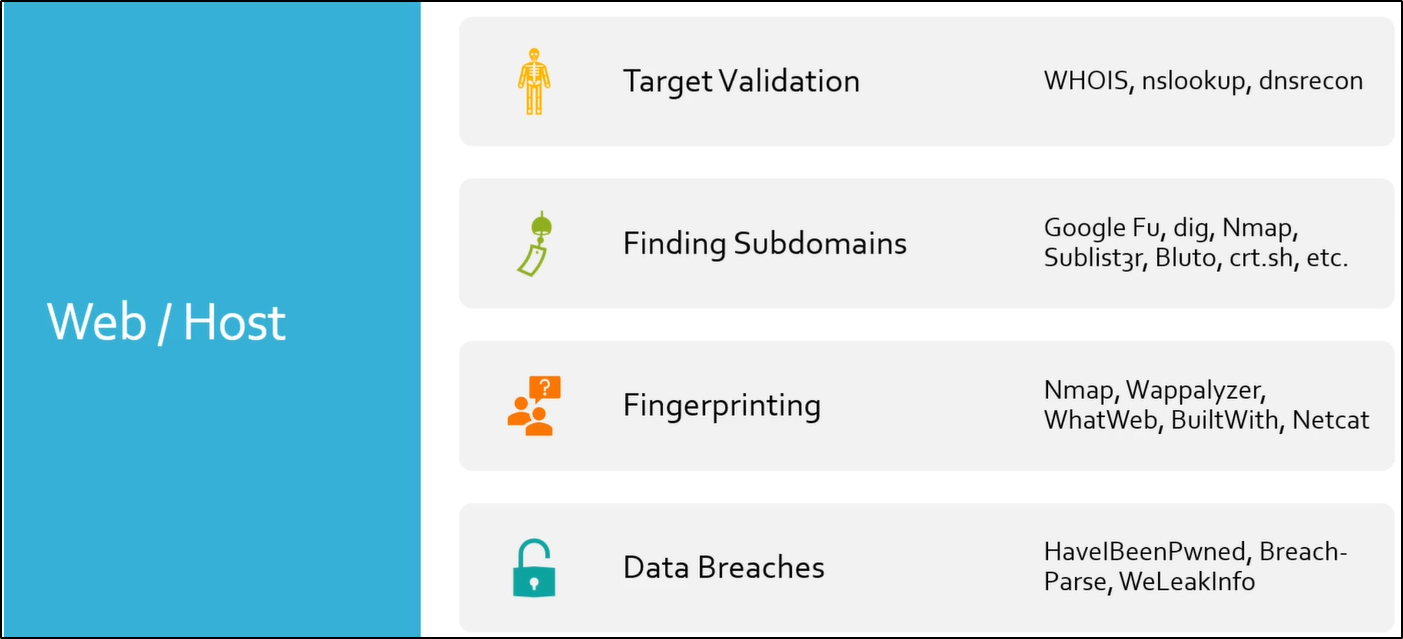 Web / Host
Target Validation
WHOIS, nslookup, dnsrecon
Finding Subdomains
Google Fu, dig, Nmap,
Sublist3r, Bluto, crt.sh, etc.
?
Fingerprinting
Nmap, Wappalyzer,
WhatWeb, BuiltWith, Netcat
Data Breaches
HaveIBeenPwned, Breach-
Parse, WeLeakInfo